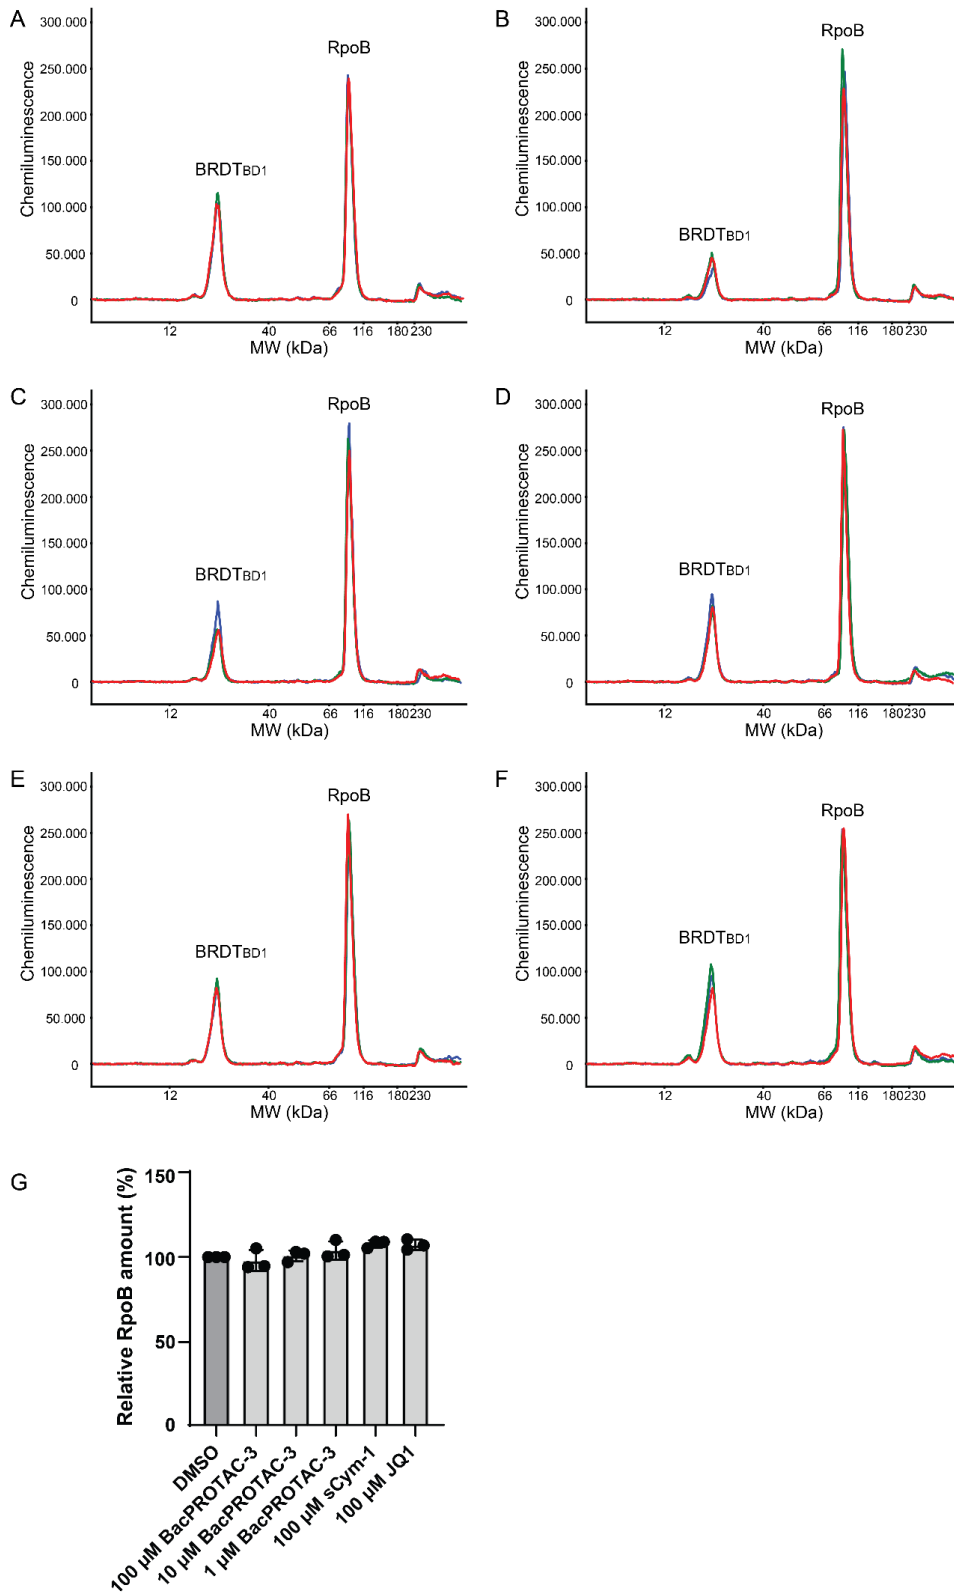 A
300.000
250.000
200.000
150.000
100.000
50.000
0
Chemiluminescence
BRDTBD1
RpoB
12 40 66 116 180 230
MW (kDa)
B
300.000
250.000
200.000
150.000
100.000
50.000
0
Chemiluminescence
BRDTBD1
RpoB
12 40 66 116 180 230
MW (kDa)
C
300.000
250.000
200.000
150.000
100.000
50.000
0
Chemiluminescence
BRDTBD1
RpoB
12 40 66 116 180 230
MW (kDa)
D
300.000
250.000
200.000
150.000
100.000
50.000
0
Chemiluminescence
BRDTBD1
RpoB
12 40 66 116 180 230
MW (kDa)
E
300.000
250.000
200.000
150.000
100.000
50.000
0
Chemiluminescence
BRDTBD1
RpoB
12 40 66 116 180 230
MW (kDa)
F
300.000
250.000
200.000
150.000
100.000
50.000
0
Chemiluminescence
BRDTBD1
RpoB
12 40 66 116 180 230
MW (kDa)
G
150
100
50
0
Relative RpoB amount (%)
DMSO
100 µM BacPROTAC-3
10 µM BacPROTAC-3
1 µM BacPROTAC-3
100 µM sCym-1
100 µM JQ1